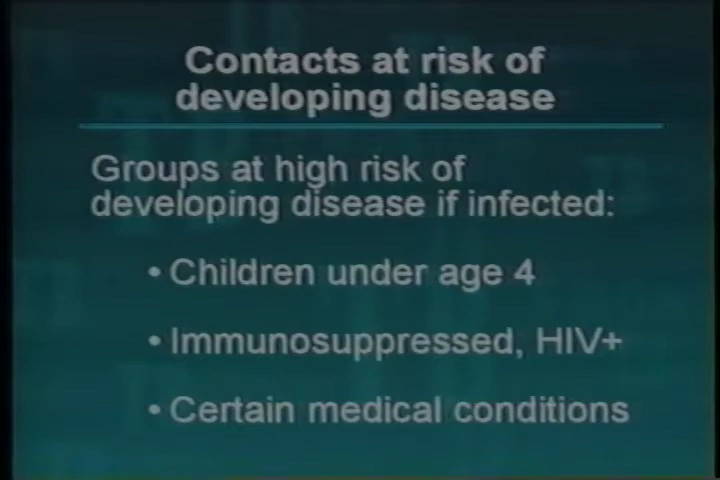 Contacts at risk of
developing disease
Groups at high risk of
developing disease if infected:
• Children under age 4
• Immunosuppressed, HIV+
• Certain medical conditions